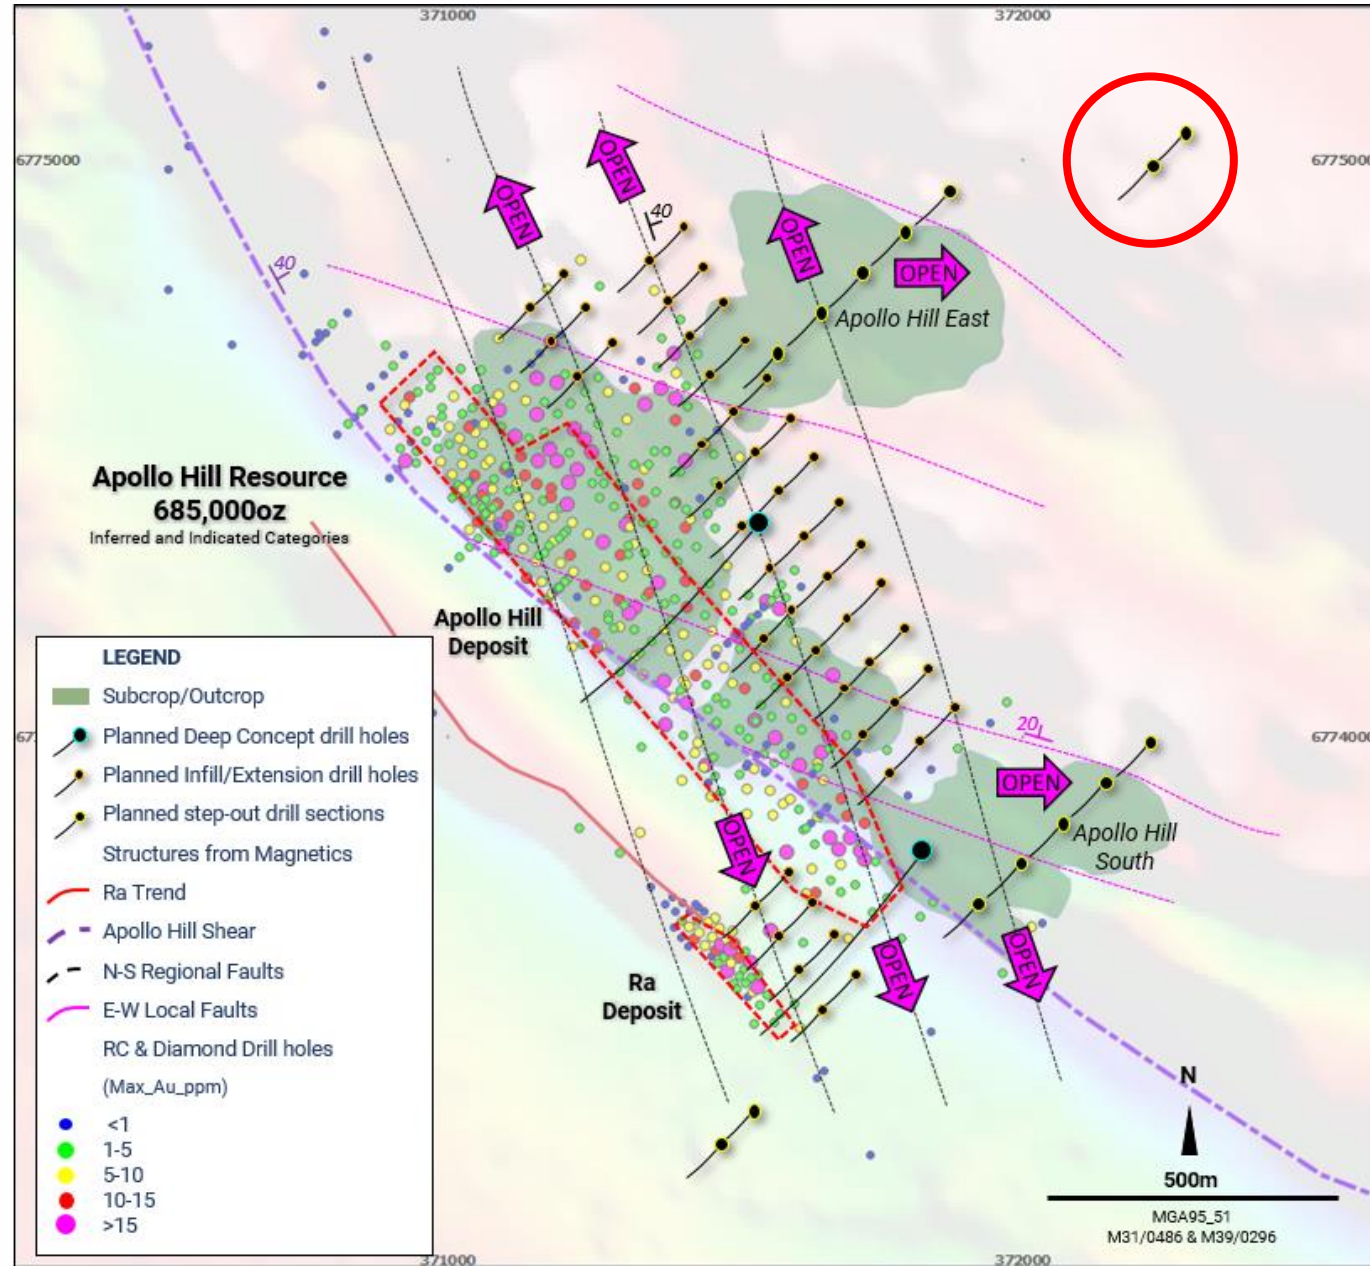 371000
372000
6775000
6775000
OPEN
OPEN
OPEN
40
40
OPEN
Apollo Hill East
Apollo Hill Resource
685,000oz
Inferred and Indicated Categories
Apollo Hill
Deposit
6774000
20
OPEN
Apollo Hill
South
OPEN
OPEN
OPEN
Ra
Deposit
LEGEND
Subcrop/Outcrop
Planned Deep Concept drill holes
Planned Infill/Extension drill holes
Planned step-out drill sections
Structures from Magnetics
Ra Trend
Apollo Hill Shear
N-S Regional Faults
E-W Local Faults
RC & Diamond Drill holes
(Max_Au_ppm)
<1
1-5
5-10
10-15
>15
N
500m
MGA95_51
M31/0486 & M39/0296
371000
372000